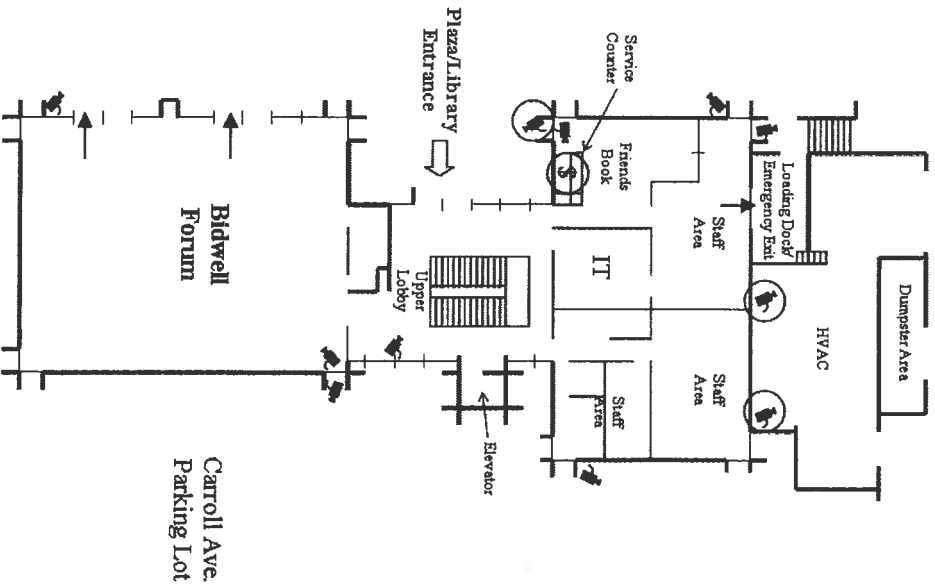 Plaza/Library
Entrance
Service
Counter
Friends
Book
$
Loading Dock/
Emergency Exit
Staff
Area
Dumpster Area
HVAC
IT
Bidwell
Forum
Upper
Lobby
Staff
Area
Staff
Area
Elevator
Carroll Ave.
Parking Lot